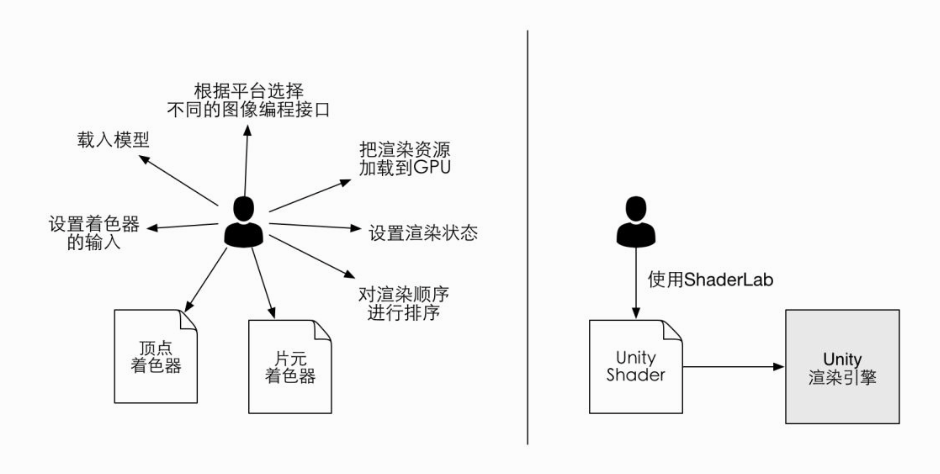 根据平台选择
不同的图像编程接口
载入模型
把渲染资源
加载到GPU
设置着色器
的输入
设置渲染状态
对渲染顺序
进行排序
顶点
着色器
片元
着色器
使用ShaderLab
Unity
Shader
Unity
渲染引擎